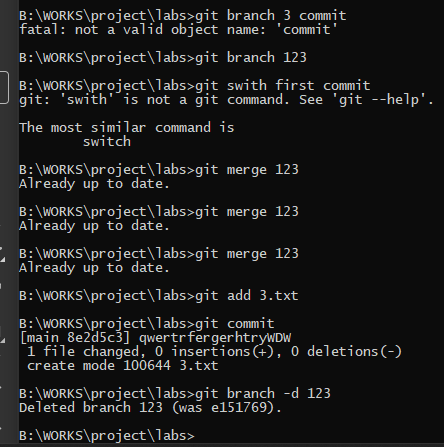 B:\WORKS\project\labs>git branch 3 commit
fatal: not a valid object name: 'commit'
B:\WORKS\project\labs>git branch 123
B:\WORKS\project\labs>git swith first commit
git: 'swith' is not a git command. See 'git --help'.
The most similar command is
switch
B:\WORKS\project\labs>git merge 123
Already up to date.
B:\WORKS\project\labs>git merge 123
Already up to date.
B:\WORKS\project\labs>git merge 123
Already up to date.
B:\WORKS\project\labs>git add 3.txt
B:\WORKS\project\labs>git commit
[main 8e2d5c3] qwertrfergerhtryWDW
1 file changed, 0 insertions(+), 0 deletions(-)
create mode 100644 3.txt
B:\WORKS\project\labs>git branch -d 123
Deleted branch 123 (was e151769).
B:\WORKS\project\labs>